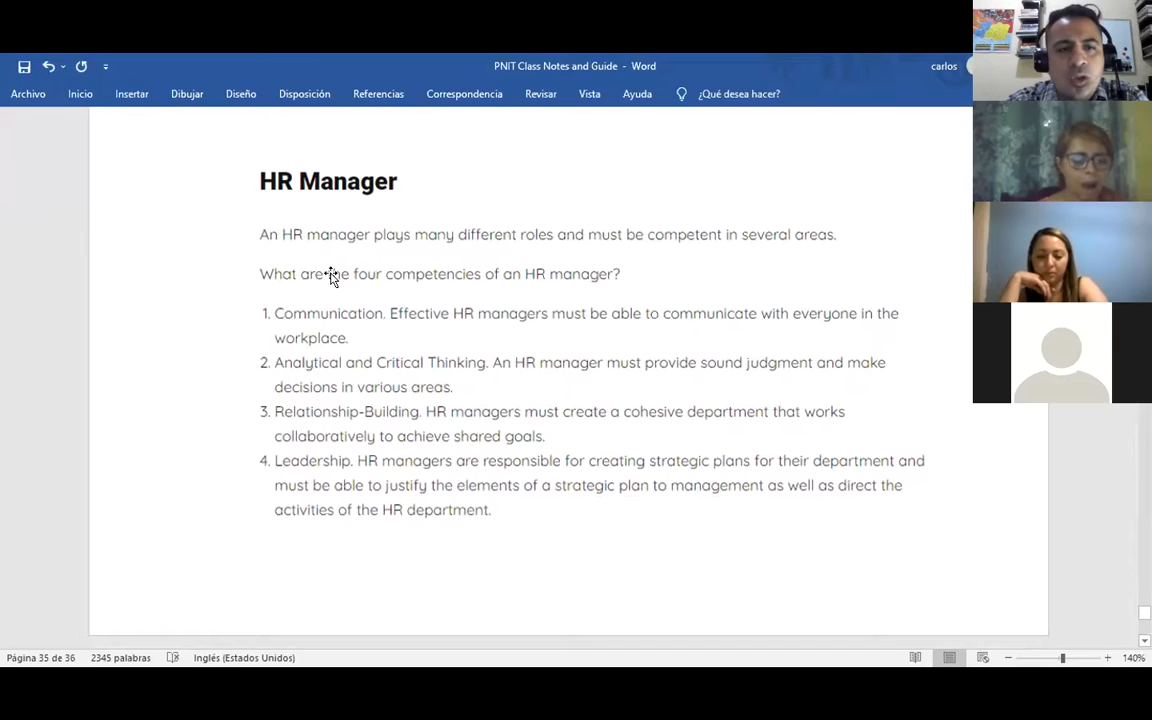 PNIT Class Notes and Guide - Word
carlos
Archivo Inicio Insertar Dibujar Diseño Disposición Referencias Correspondencia Revisar Vista Ayuda ¿Qué desea hacer?
HR Manager
An HR manager plays many different roles and must be competent in several areas.
What are the four competencies of an HR manager?
1. Communication. Effective HR managers must be able to communicate with everyone in the
workplace.
2. Analytical and Critical Thinking. An HR manager must provide sound judgment and make
decisions in various areas.
3. Relationship-Building. HR managers must create a cohesive department that works
collaboratively to achieve shared goals.
4. Leadership. HR managers are responsible for creating strategic plans for their department and
must be able to justify the elements of a strategic plan to management as well as direct the
activities of the HR department.
Página 35 de 36 2345 palabras Inglés (Estados Unidos) 140%